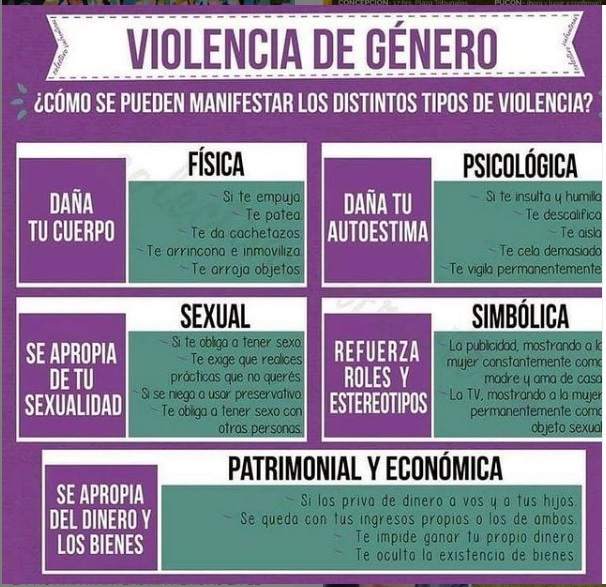 VIOLENCIA DE GÉNERO
¿CÓMO SE PUEDEN MANIFESTAR LOS DISTINTOS TIPOS DE VIOLENCIA?
FÍSICA
DAÑA
TU CUERPO
~ Si te empuja.
~ Te patea.
~ Te da cachetazos.
~ Te arrincona e inmoviliza.
~ Te arroja objetos.
PSICOLÓGICA
DAÑA TU
AUTOESTIMA
~ Si te insulta y humilla
~ Te descalifica
~ Te aisla
~ Te cela demasiado
~ Te vigila permanentemente
SEXUAL
SE APROPIA
DE TU
SEXUALIDAD
~ Si te obliga a tener sexo.
~ Te exige que realices
prácticas que no querés.
~ Si se niega a usar preservativo.
~ Te obliga a tener sexo con
otras personas.
SIMBÓLICA
REFUERZA
ROLES Y
ESTEREOTIPOS
~ La publicidad, mostrando a la
mujer constantemente como
madre y ama de casa
~ La TV, mostrando a la mujer
permanentemente como
objeto sexual
PATRIMONIAL Y ECONÓMICA
SE APROPIA
DEL DINERO Y
LOS BIENES
~ Si los priva de dinero a vos y a tus hijos.
~ Se queda con tus ingresos propios o los de ambos.
~ Te impide ganar tu propio dinero.
~ Te oculta la existencia de bienes.